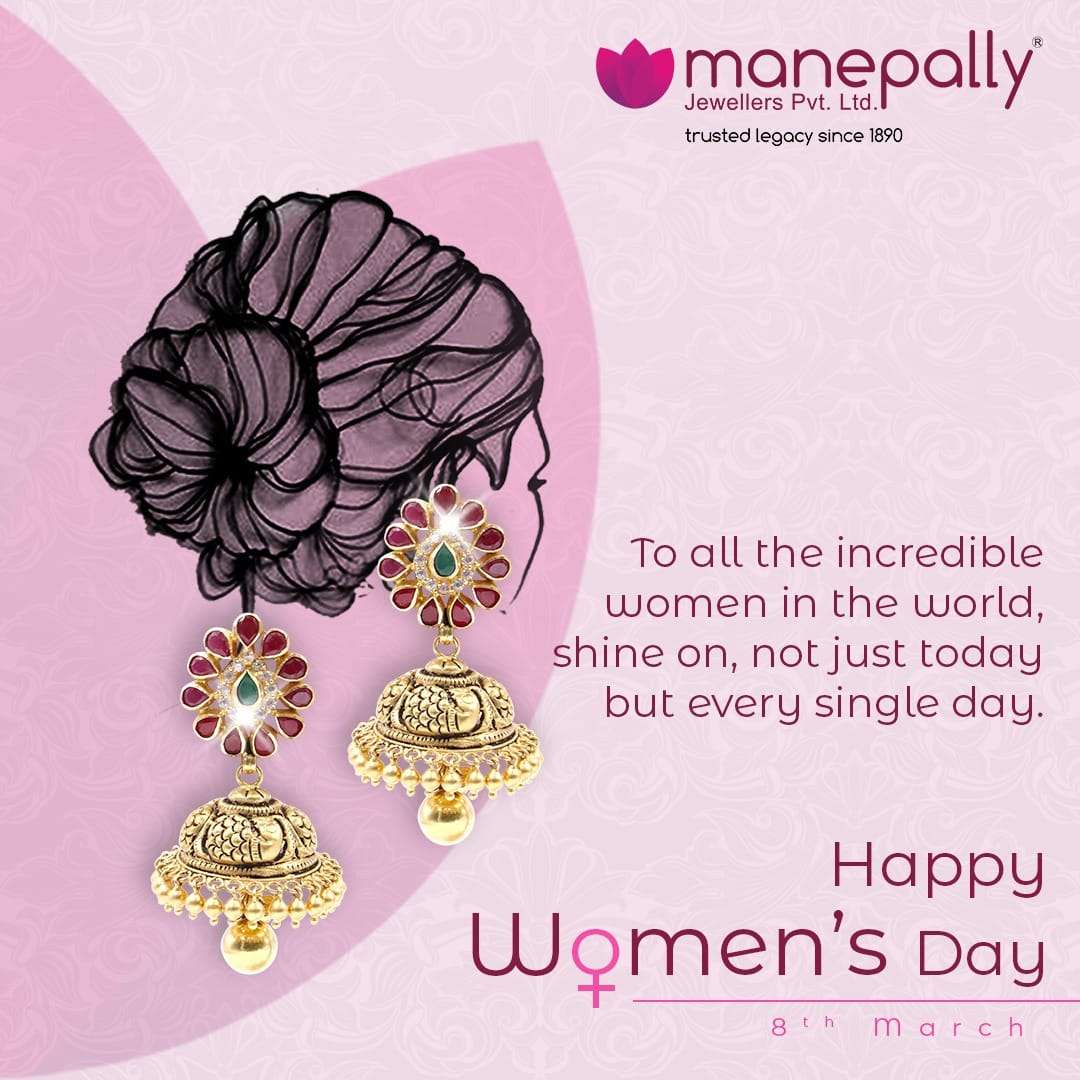 manepally®
Jewellers Pvt. Ltd.
trusted legacy since 1890
To all the incredible
women in the world,
shine on, not just today
but every single day.
Happy
Women's Day
8th March